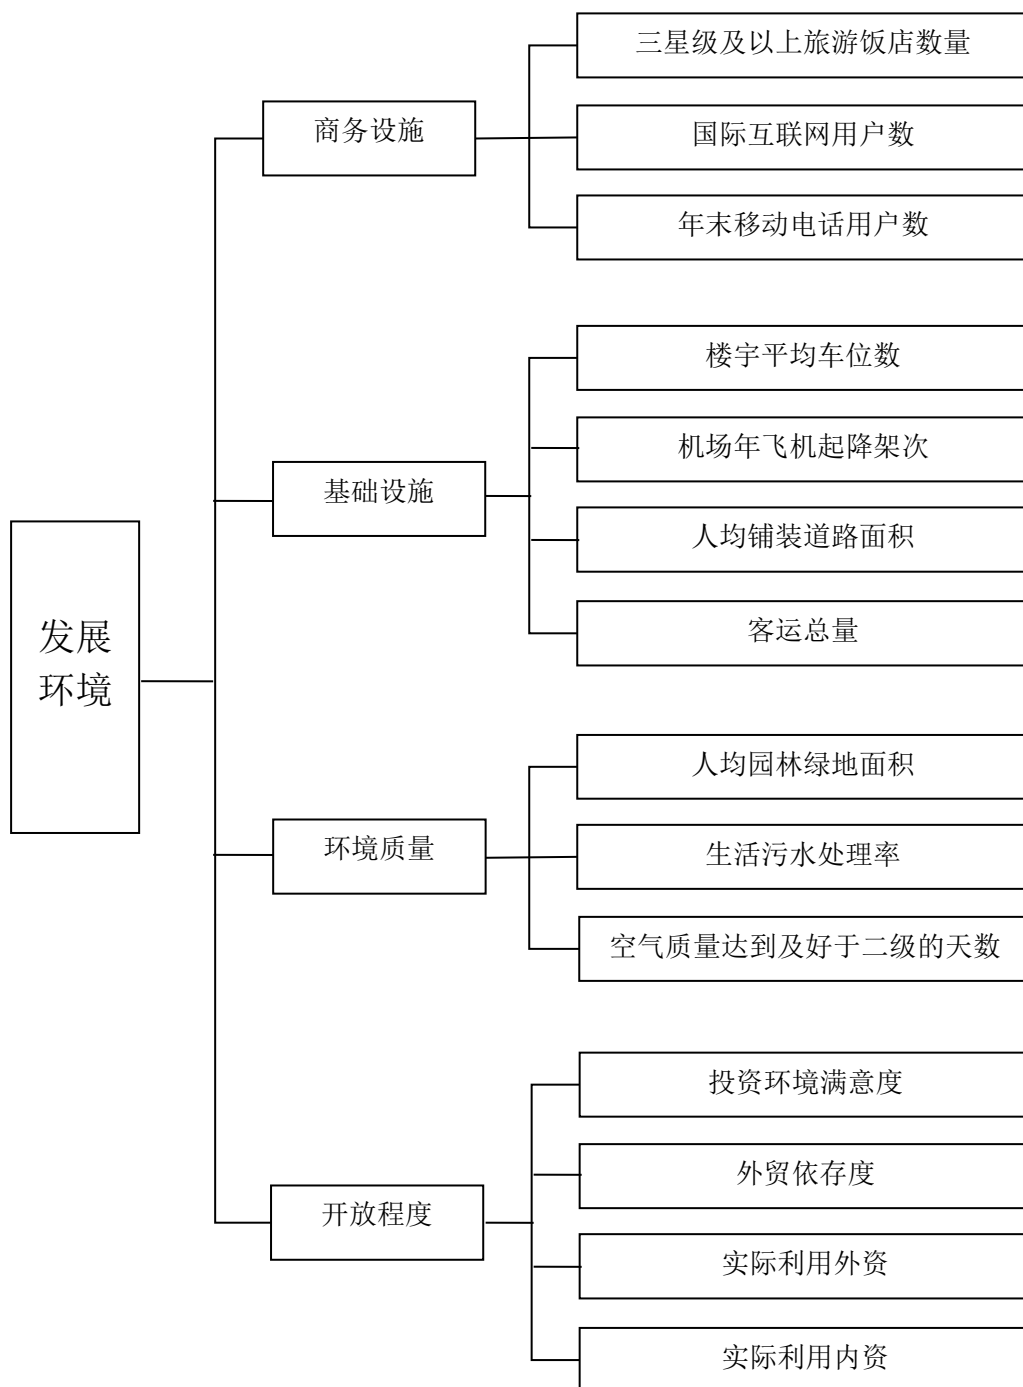 三星级及以上旅游饭店数量
商务设施
国际互联网用户数
年末移动电话用户数
楼宇平均车位数
机场年飞机起降架次
基础设施
人均铺装道路面积
客运总量
发展
环境
人均园林绿地面积
环境质量
生活污水处理率
空气质量达到及好于二级的天数
投资环境满意度
外贸依存度
开放程度
实际利用外资
实际利用内资